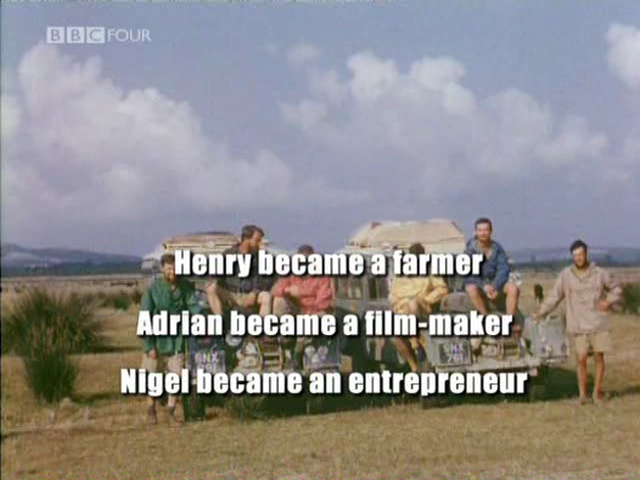 BBC FOUR
Henry became a farmer
Adrian became a film-maker
Nigel became an entrepreneur